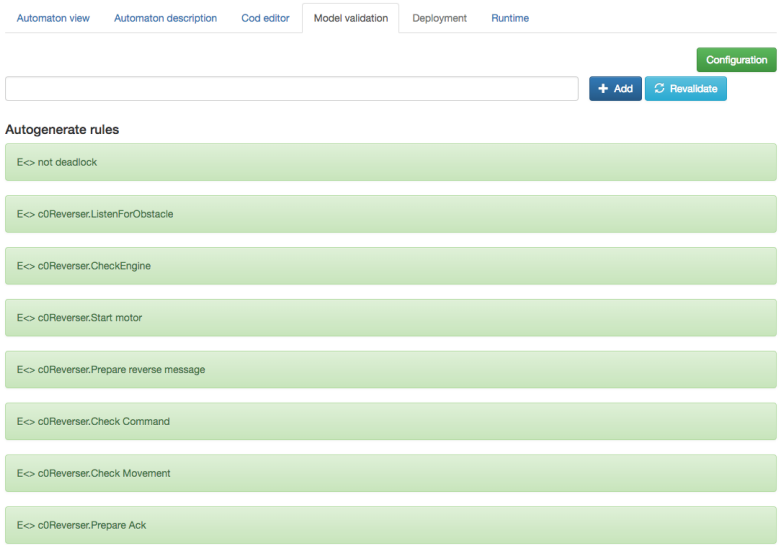 Automaton view Automaton description Cod editor Model validation Deployment Runtime
Configuration
Add Revalidate
Autogenerate rules
E<> not deadlock
E<> c0Reverser.ListenForObstacle
E<> c0Reverser.CheckEngine
E<> c0Reverser.Start motor
E<> c0Reverser.Prepare reverse message
E<> c0Reverser.Check Command
E<> c0Reverser.Check Movement
E<> c0Reverser.Prepare Ack